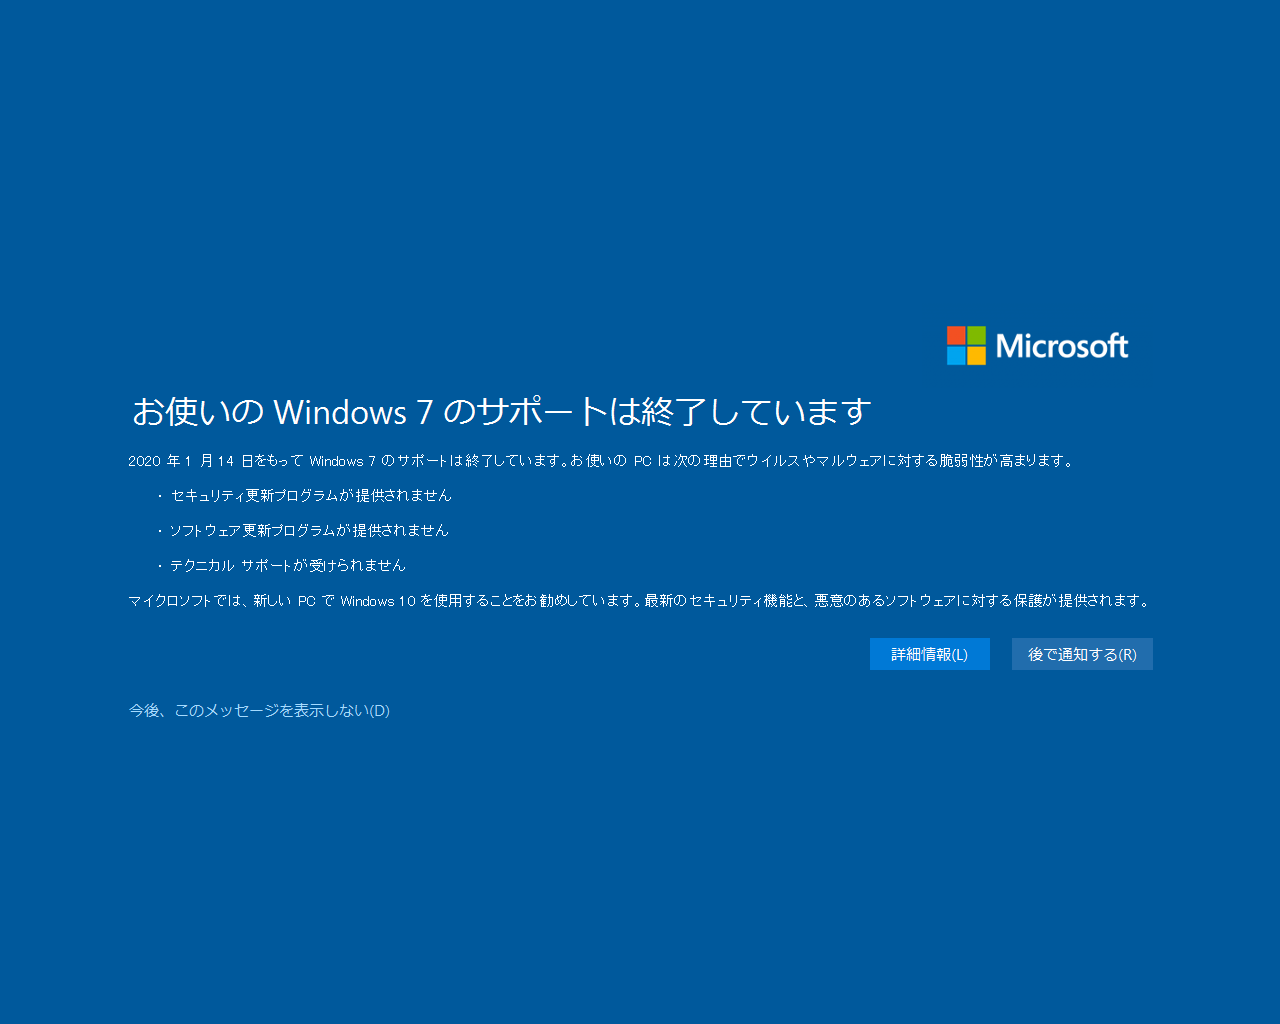 Microsoft
お使いの Windows 7 のサポートは終了しています
2020 年 1 月 14 日をもって Windows 7 のサポートは終了しています。お使いの PC は次の理由でウイルスやマルウェアに対する脆弱性が高まります。
・ セキュリティ更新プログラムが提供されません
・ ソフトウェア更新プログラムが提供されません
・ テクニカル サポートが受けられません
マイクロソフトでは、新しい PC で Windows 10 を使用することをお勧めしています。最新のセキュリティ機能と、悪意のあるソフトウェアに対する保護が提供されます。
詳細情報(L) 後で通知する(R)
今後、このメッセージを表示しない(D)